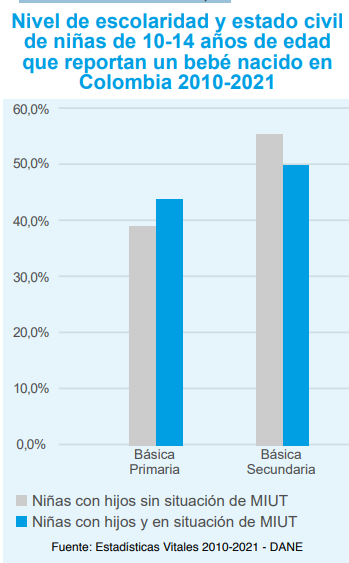 Nivel de escolaridad y estado civil
de niñas de 10-14 años de edad
que reportan un bebé nacido en
Colombia 2010-2021
60,0%
50,0%
40,0%
30,0%
20,0%
10,0%
0,0%
Básica
Primaria
Básica
Secundaria
Niñas con hijos sin situación de MIUT
Niñas con hijos y en situación de MIUT
Fuente: Estadísticas Vitales 2010-2021 - DANE